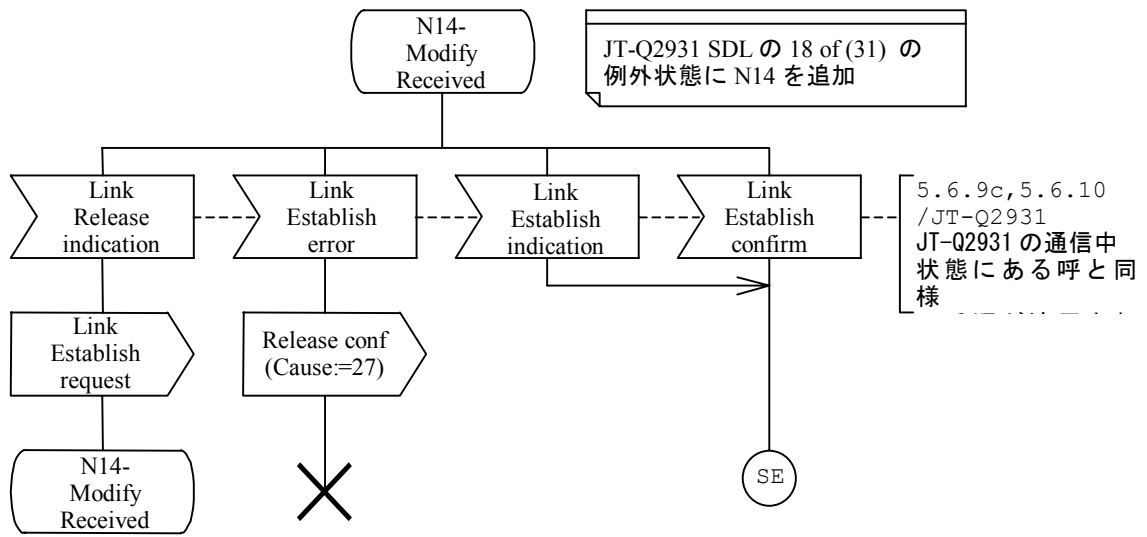 N14-
Modify
Received
JT-Q2931 SDL の 18 of (31) の
例外状態に N14 を追加
Link
Release
indication
Link
Establish
error
Link
Establish
indication
Link
Establish
confirm
5.6.9c,5.6.10
/JT-Q2931
JT-Q2931 の通信中
状態にある呼と同
様
Link
Establish
request
Release conf
(Cause:=27)
N14-
Modify
Received
SE